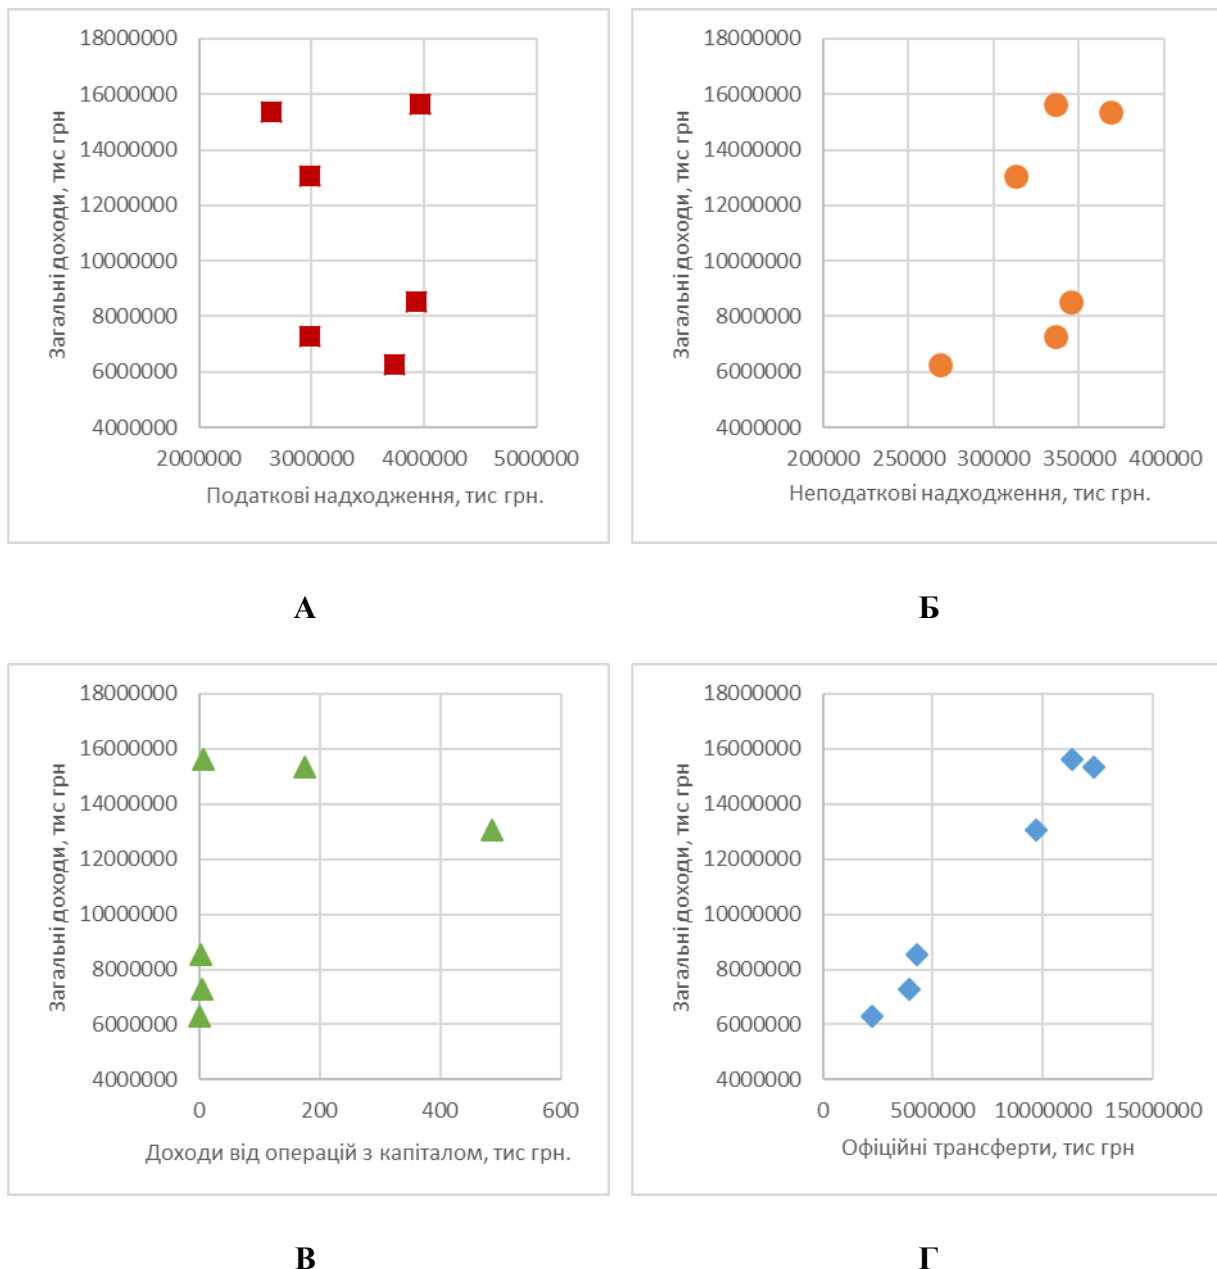 18000000
16000000
14000000
12000000
10000000
8000000
6000000
4000000
2000000 3000000 4000000 5000000
Загальні доходи, тис грн
Податкові надходження, тис грн.
А
18000000
16000000
14000000
12000000
10000000
8000000
6000000
4000000
200000 250000 300000 350000 400000
Загальні доходи, тис грн
Неподаткові надходження, тис грн.
Б
18000000
16000000
14000000
12000000
10000000
8000000
6000000
4000000
0 200 400 600
Загальні доходи, тис грн
Доходи від операцій з капіталом, тис грн.
В
18000000
16000000
14000000
12000000
10000000
8000000
6000000
4000000
0 5000000 10000000 15000000
Загальні доходи, тис грн
Офіційні трансферти, тис грн
Г